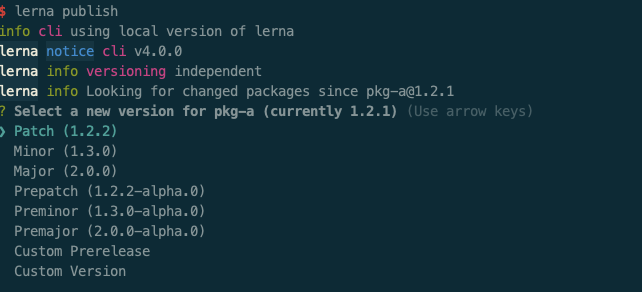 $ lerna publish
info cli using local version of lerna
lerna notice cli v4.0.0
lerna info versioning independent
lerna info Looking for changed packages since pkg-a@1.2.1
? Select a new version for pkg-a (currently 1.2.1) (Use arrow keys)
❯ Patch (1.2.2)
Minor (1.3.0)
Major (2.0.0)
Prepatch (1.2.2-alpha.0)
Preminor (1.3.0-alpha.0)
Premajor (2.0.0-alpha.0)
Custom Prerelease
Custom Version